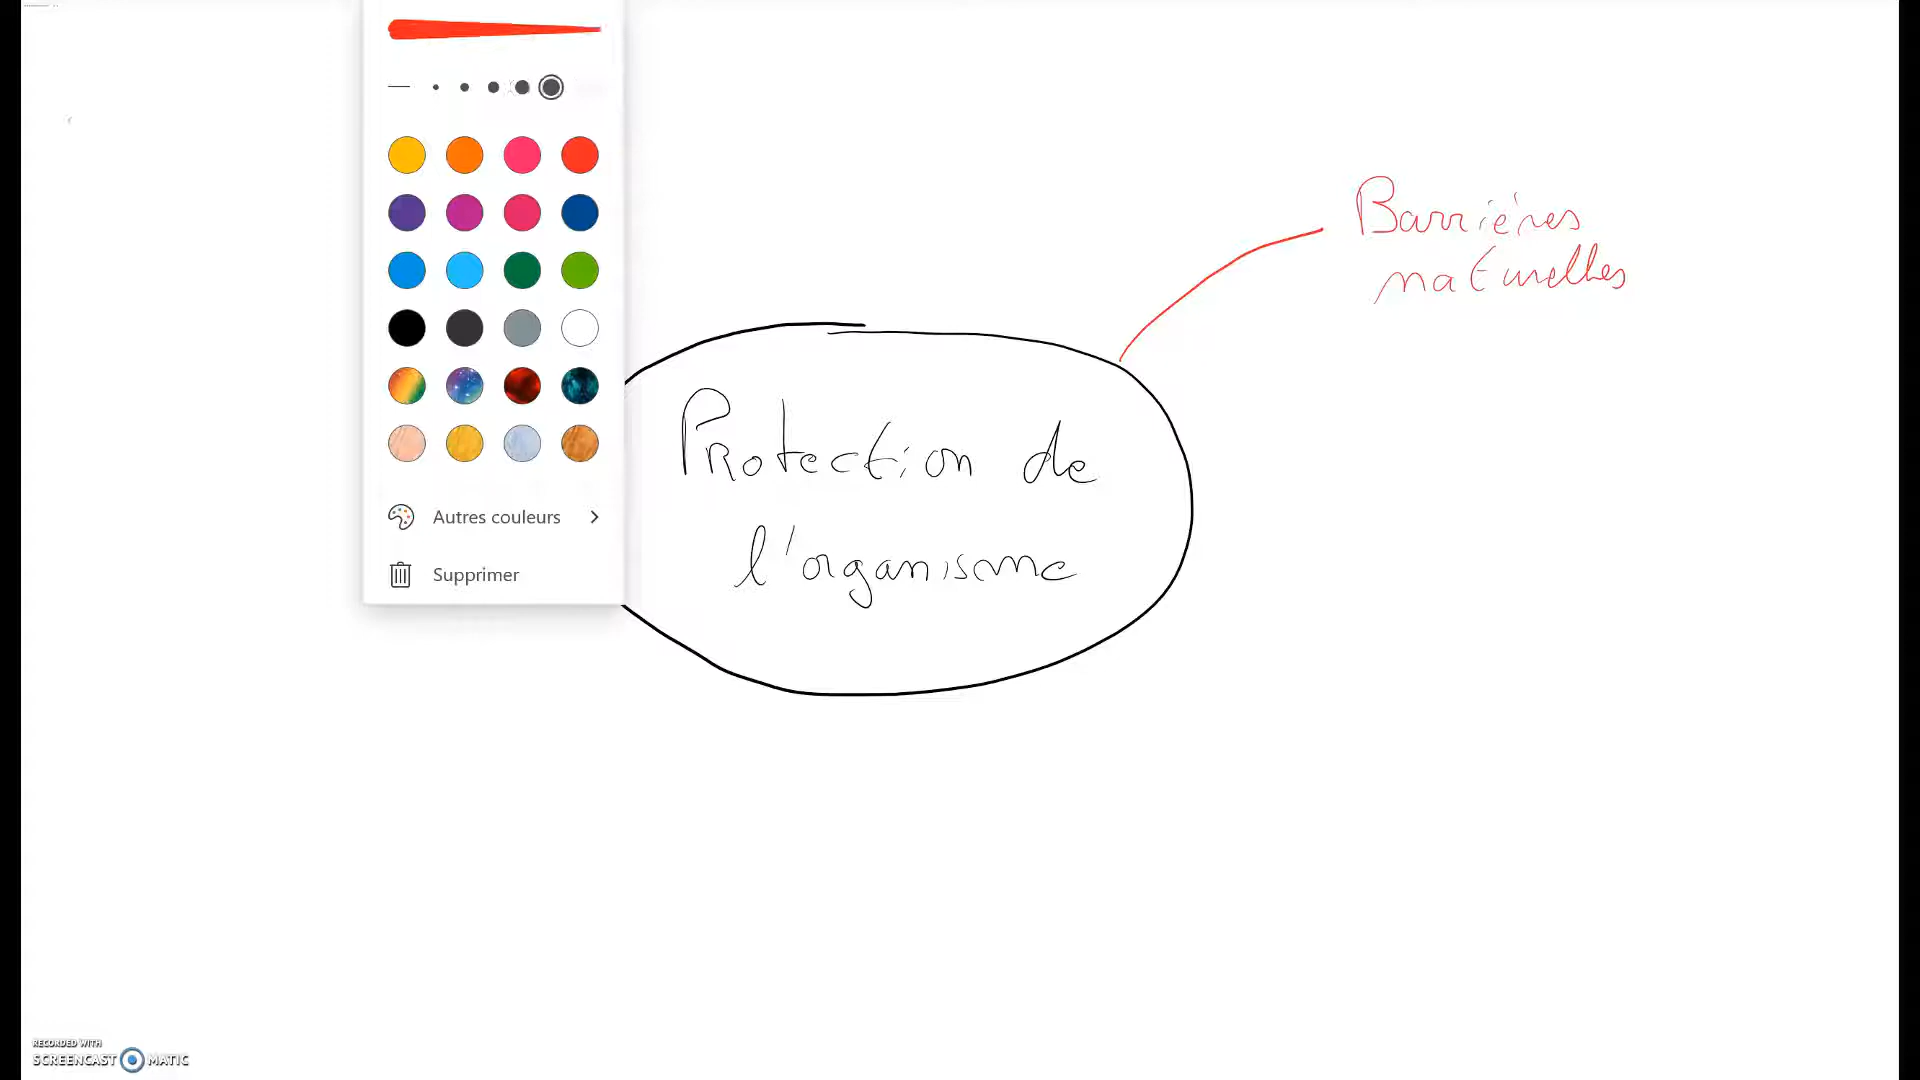 Barrières
naturelles
Protection de
l'organisme
Autres couleurs
Supprimer
RECORDED WITH
SCREENCAST MATIC